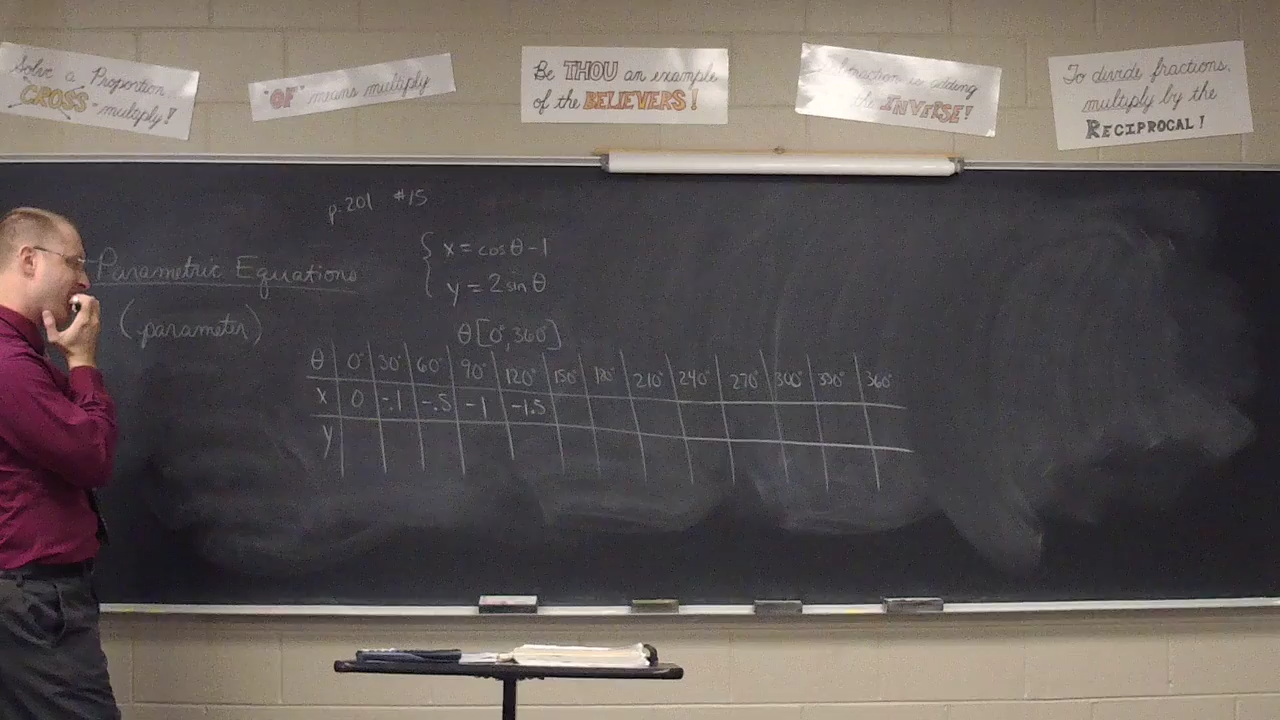 Solve a Proportion
"CROSS"-multiply!
"OF" means multiply
Be THOU an example
of the BELIEVERS!
Subtraction is adding
the INVERSE!
To divide fractions,
multiply by the
RECIPROCAL!
p.201 #15
Parametric Equations
(parameter)
x = cosθ - 1
y = 2 sin θ
θ [0°, 360°]
θ 0° 30° 60° 90° 120° 150° 180° 210° 240° 270° 300° 330° 360°
x 0 -.1 -.5 -1 -1.5
y